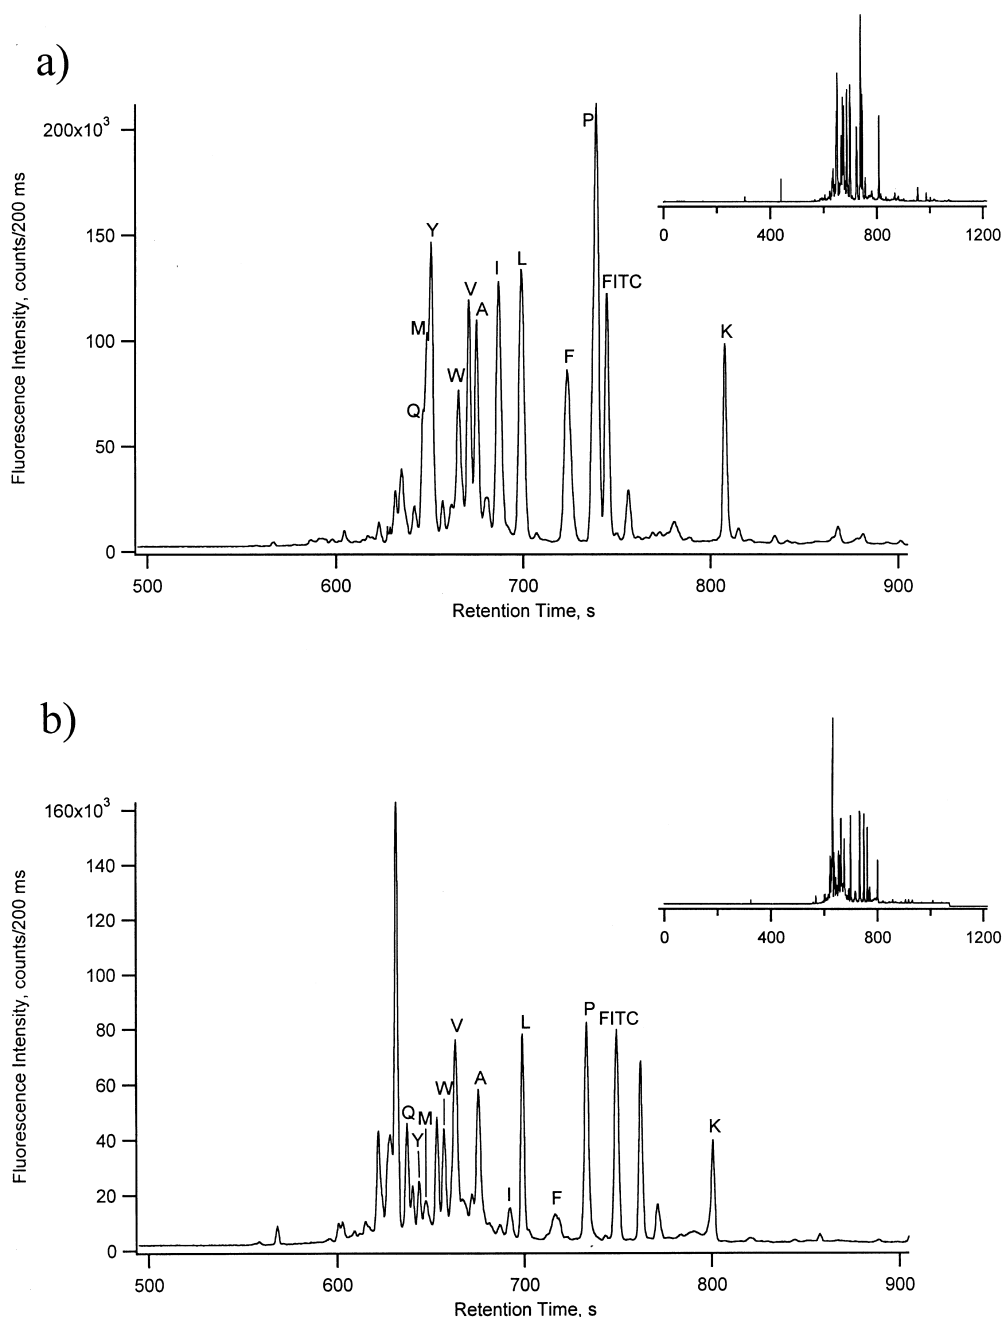 a)
200x10³
150
100
50
0
Fluorescence Intensity, counts/200 ms
P
Y
V
I
L
FITC
A
M
W
F
K
Q
500 600 700 800 900
Retention Time, s
0 400 800 1200
b)
160x10³
140
120
100
80
60
40
20
0
Fluorescence Intensity, counts/200 ms
V
L
P
FITC
A
W
Q
M
Y
K
I
F
500 600 700 800 900
Retention Time, s
0 400 800 1200